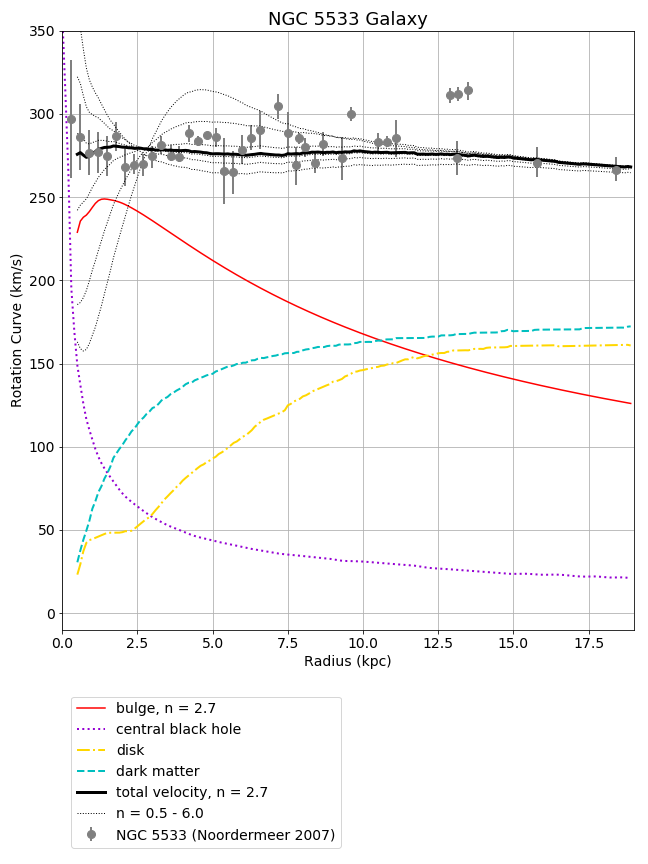 NGC 5533 Galaxy
350
300
250
200
150
100
50
0
Rotation Curve (km/s)
0.0 2.5 5.0 7.5 10.0 12.5 15.0 17.5
Radius (kpc)
bulge, n = 2.7
central black hole
disk
dark matter
total velocity, n = 2.7
n = 0.5 - 6.0
NGC 5533 (Noordermeer 2007)